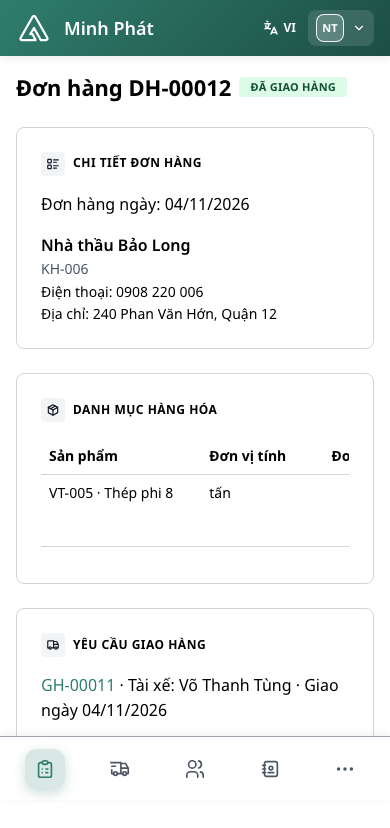 Minh Phát
VI
NT
Đơn hàng DH-00012
ĐÃ GIAO HÀNG
CHI TIẾT ĐƠN HÀNG
Đơn hàng ngày: 04/11/2026
Nhà thầu Bảo Long
KH-006
Điện thoại: 0908 220 006
Địa chỉ: 240 Phan Văn Hớn, Quận 12
DANH MỤC HÀNG HÓA
Sản phẩm Đơn vị tính
VT-005 · Thép phi 8 tấn
YÊU CẦU GIAO HÀNG
GH-00011 · Tài xế: Võ Thanh Tùng · Giao
ngày 04/11/2026